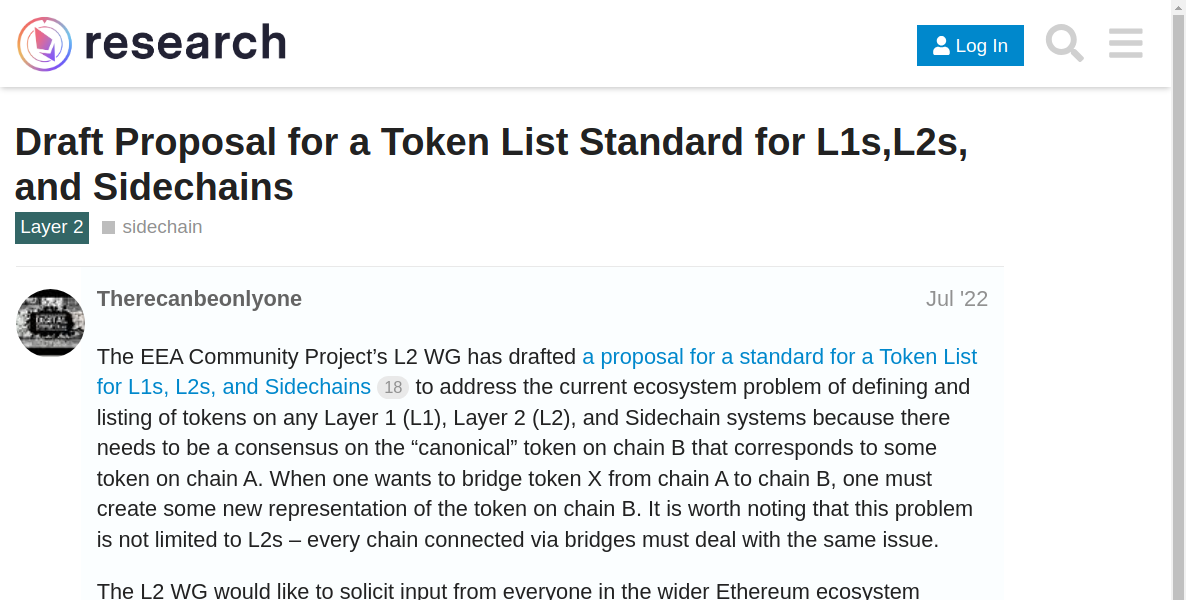 research
Log In
Draft Proposal for a Token List Standard for L1s,L2s,
and Sidechains
Layer 2 sidechain
Therecanbeonlyone Jul '22
The EEA Community Project’s L2 WG has drafted a proposal for a standard for a Token List
for L1s, L2s, and Sidechains 18 to address the current ecosystem problem of defining and
listing of tokens on any Layer 1 (L1), Layer 2 (L2), and Sidechain systems because there
needs to be a consensus on the “canonical” token on chain B that corresponds to some
token on chain A. When one wants to bridge token X from chain A to chain B, one must
create some new representation of the token on chain B. It is worth noting that this problem
is not limited to L2s – every chain connected via bridges must deal with the same issue.
The L2 WG would like to solicit input from everyone in the wider Ethereum ecosystem